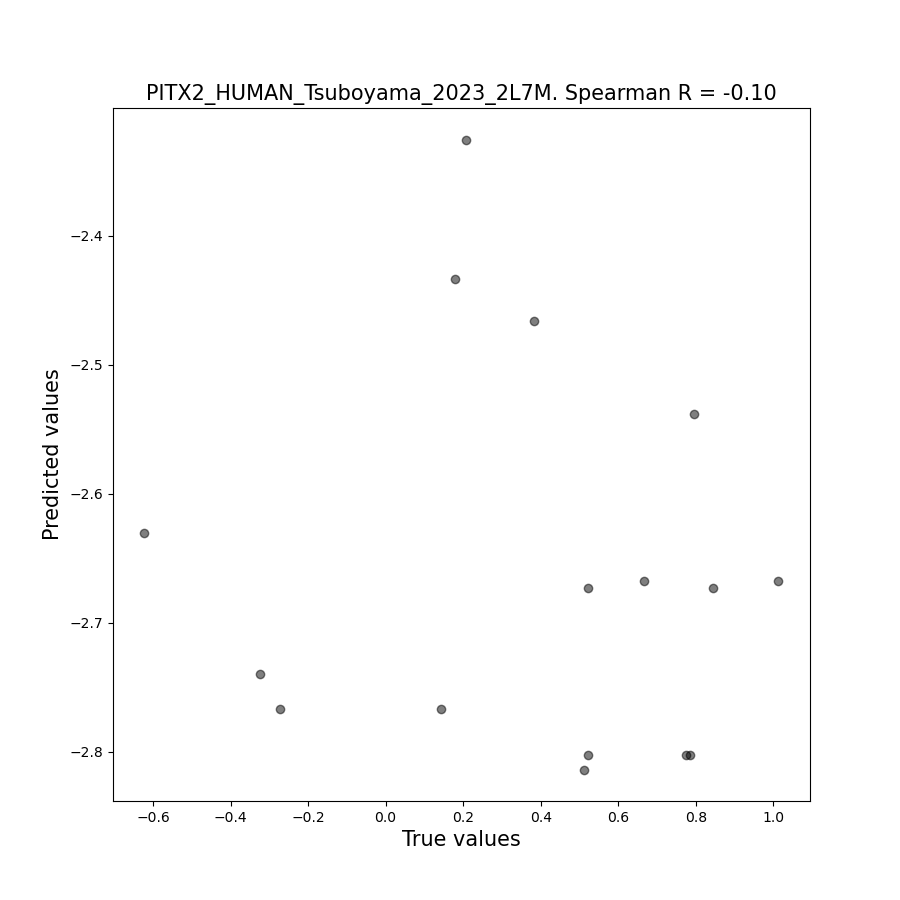 PITX2_HUMAN_Tsuboyama_2023_2L7M. Spearman R = -0.10
Predicted values
−2.4
−2.5
−2.6
−2.7
−2.8
−0.6 −0.4 −0.2 0.0 0.2 0.4 0.6 0.8 1.0
True values